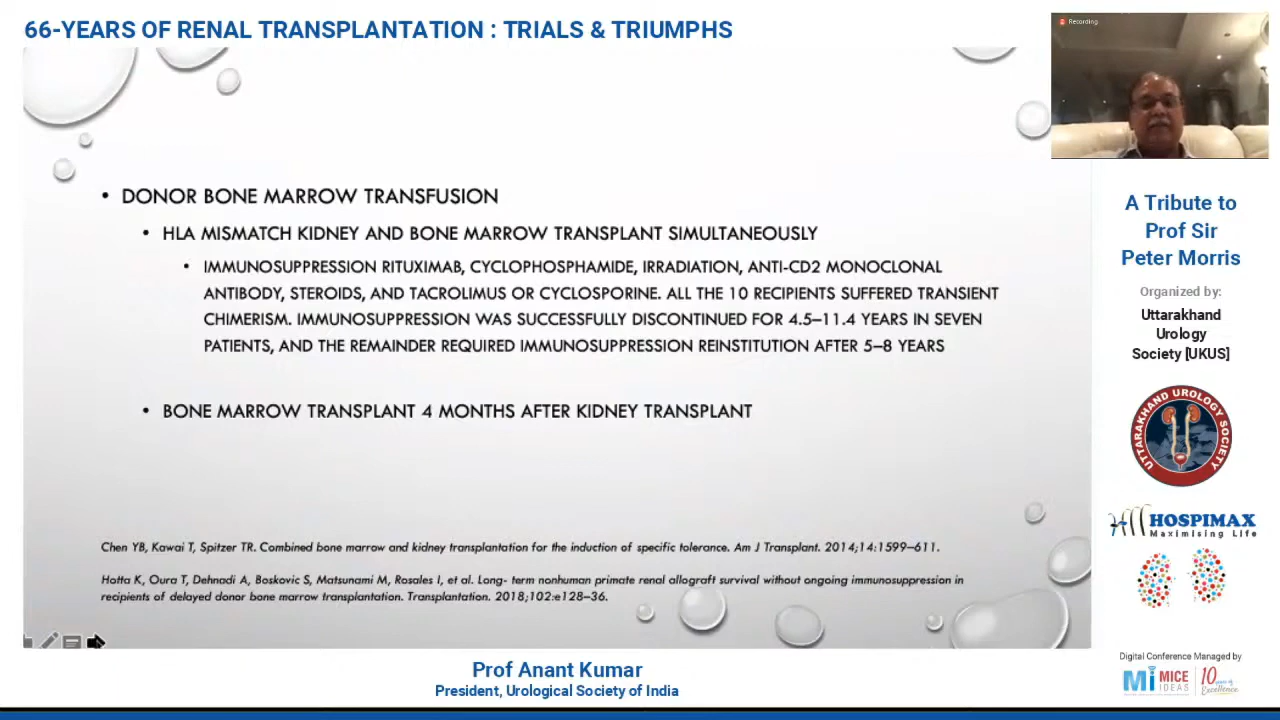 66-YEARS OF RENAL TRANSPLANTATION : TRIALS & TRIUMPHS
Recording
• DONOR BONE MARROW TRANSFUSION
• HLA MISMATCH KIDNEY AND BONE MARROW TRANSPLANT SIMULTANEOUSLY
• IMMUNOSUPPRESSION RITUXIMAB, CYCLOPHOSPHAMIDE, IRRADIATION, ANTI-CD2 MONOCLONAL
ANTIBODY, STEROIDS, AND TACROLIMUS OR CYCLOSPORINE. ALL THE 10 RECIPIENTS SUFFERED TRANSIENT
CHIMERISM. IMMUNOSUPPRESSION WAS SUCCESSFULLY DISCONTINUED FOR 4.5–11.4 YEARS IN SEVEN
PATIENTS, AND THE REMAINDER REQUIRED IMMUNOSUPPRESSION REINSTITUTION AFTER 5–8 YEARS
• BONE MARROW TRANSPLANT 4 MONTHS AFTER KIDNEY TRANSPLANT
Chen YB, Kawai T, Spitzer TR. Combined bone marrow and kidney transplantation for the induction of specific tolerance. Am J Transplant. 2014;14:1599–611.
Hotta K, Oura T, Dehnadi A, Boskovic S, Matsunami M, Rosales I, et al. Long- term nonhuman primate renal allograft survival without ongoing immunosuppression in
recipients of delayed donor bone marrow transplantation. Transplantation. 2018;102:e128–36.
A Tribute to
Prof Sir
Peter Morris
Organized by:
Uttarakhand
Urology
Society [UKUS]
UTTARAKHAND UROLOGY SOCIETY
HOSPIMAX
Maximising Life
Digital Conference Managed by
Mi MICE
IDEAS
10 years of
Excellence
Prof Anant Kumar
President, Urological Society of India